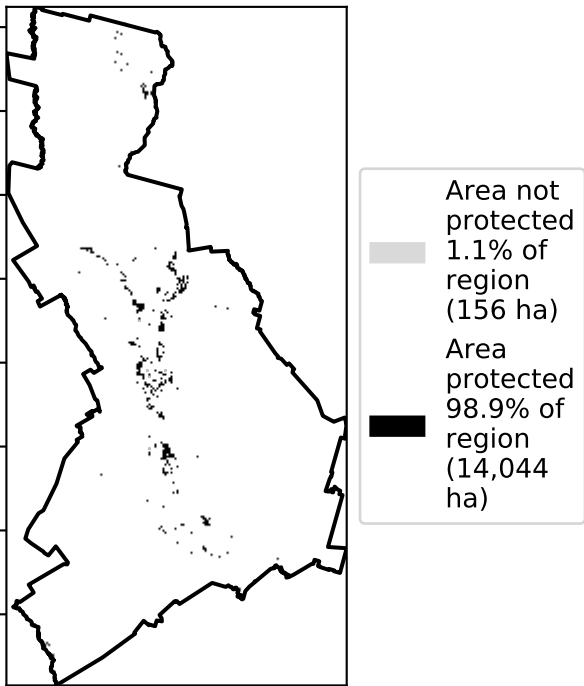 Area not
protected
1.1% of
region
(156 ha)
Area
protected
98.9% of
region
(14,044
ha)